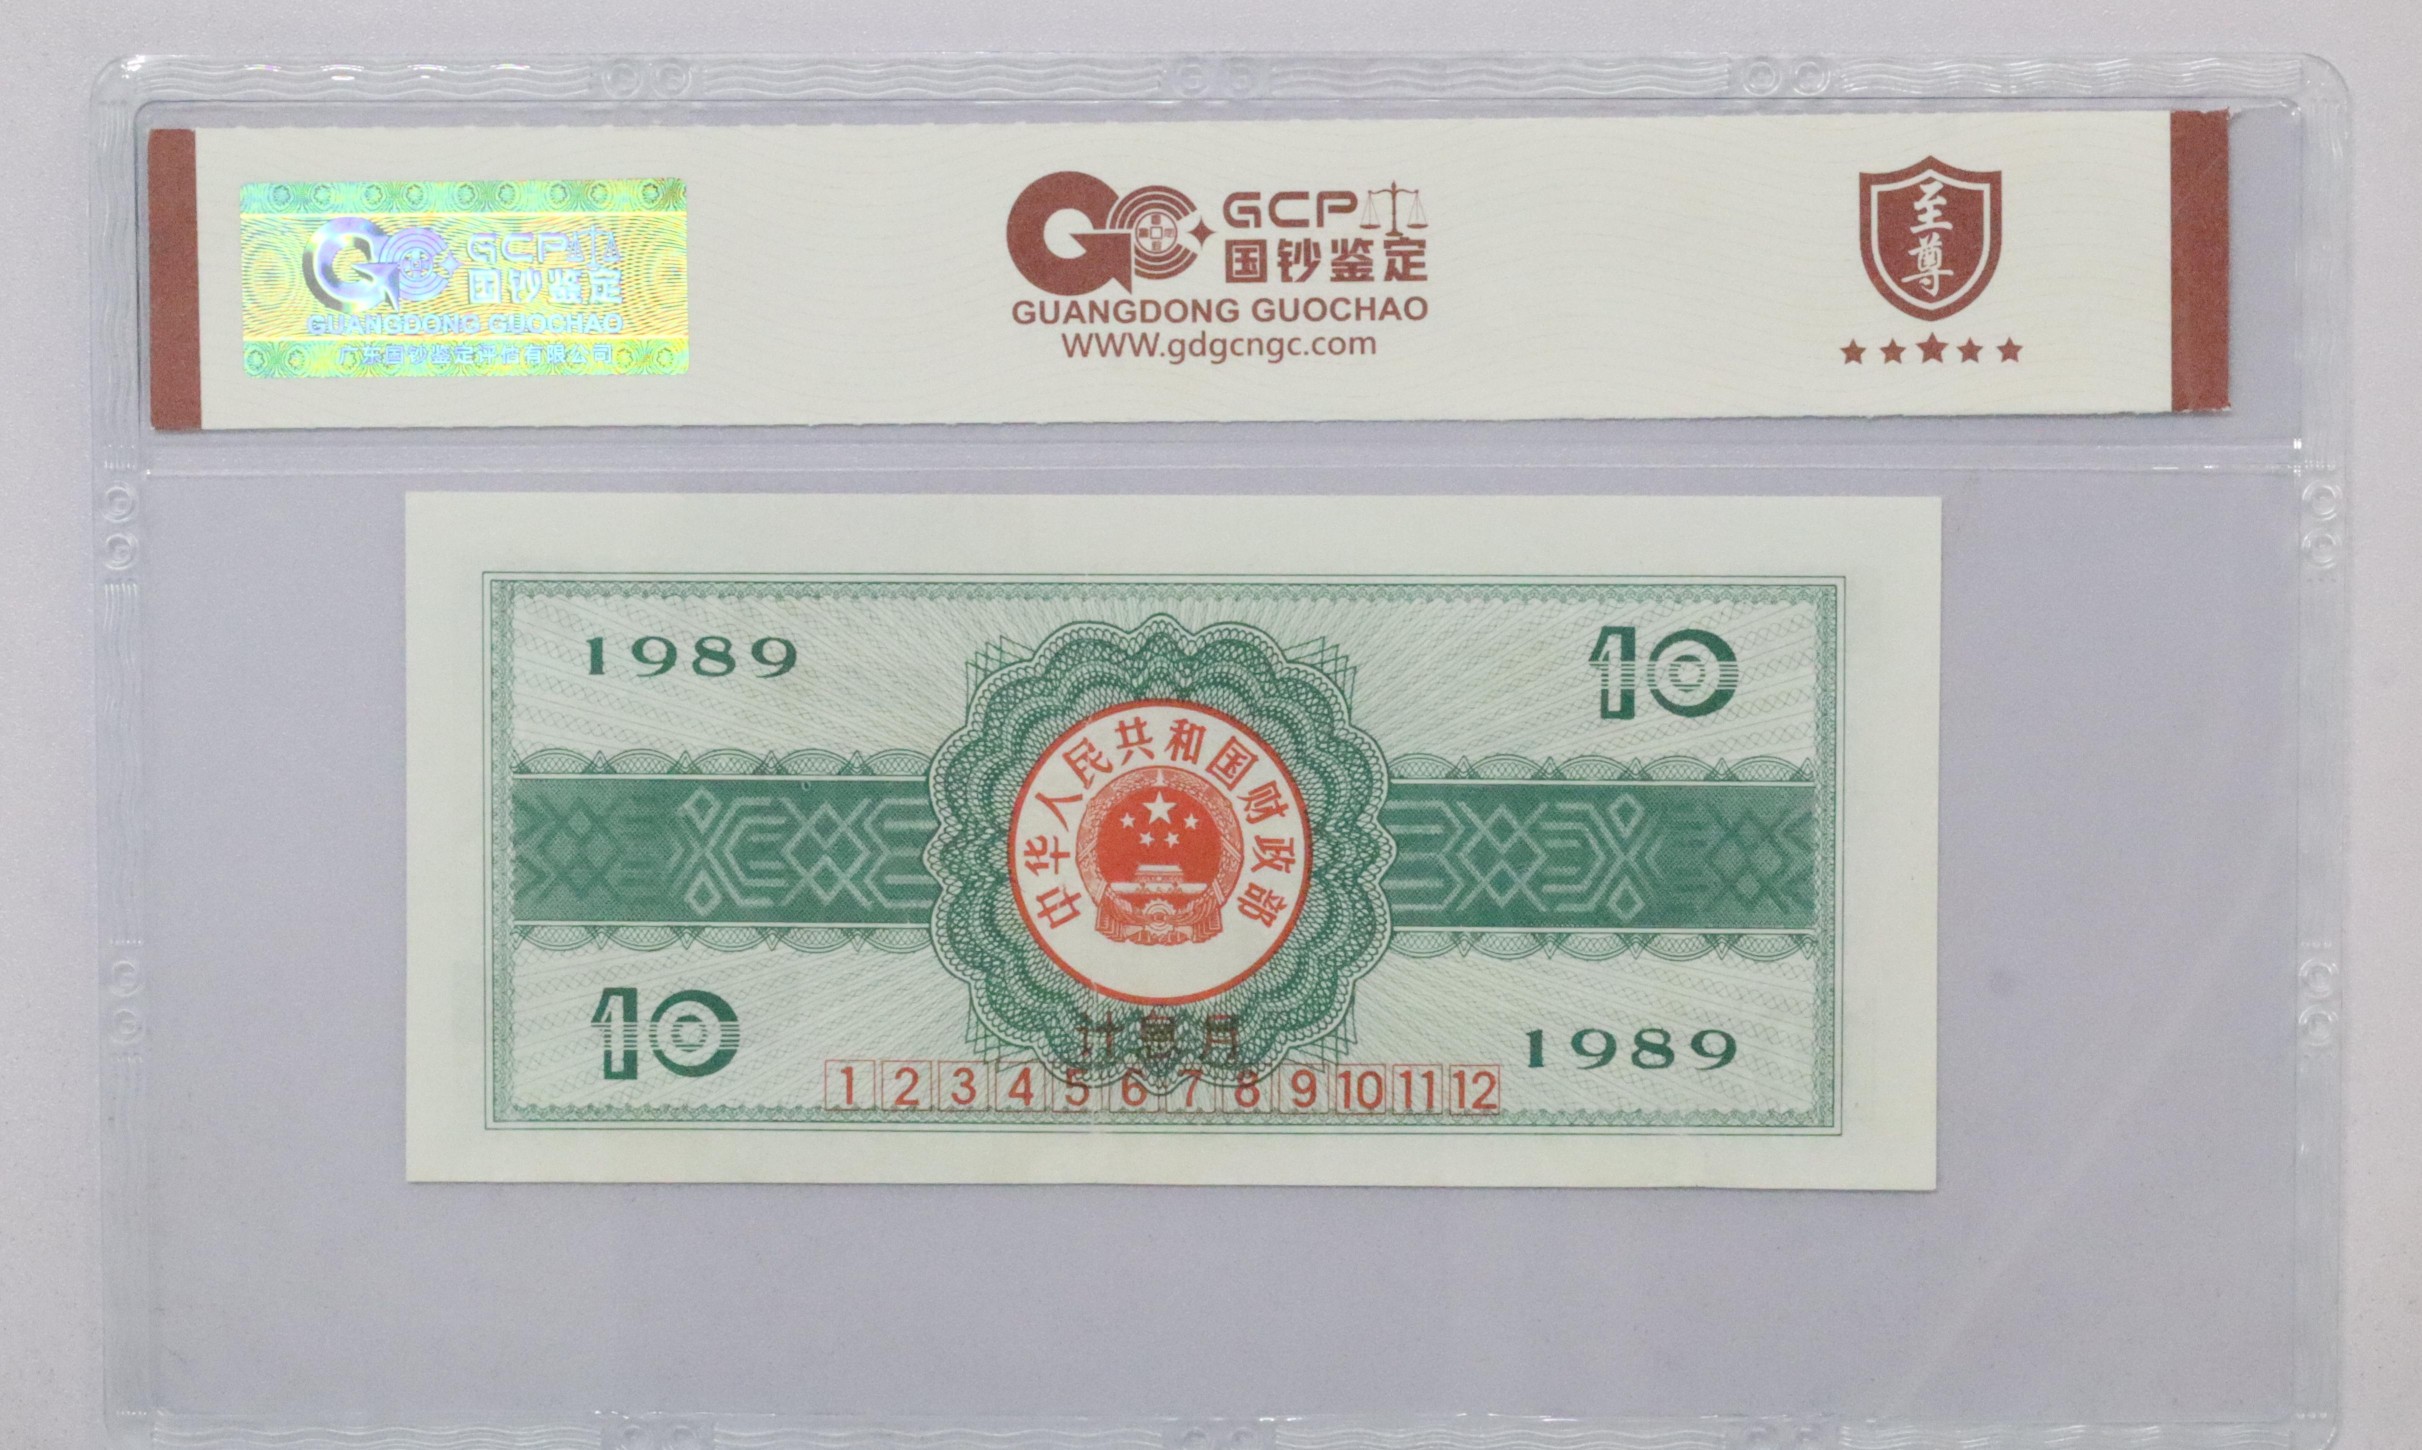 GCP
国钞鉴定
GUANGDONG GUOCHAO
广东国钞鉴定评估有限公司
GCP
国钞鉴定
GUANGDONG GUOCHAO
WWW.gdgcngc.com
至尊
1989
10
中华人民共和国财政部
10
1989
计息月
1 2 3 4 5 6 7 8 9 10 11 12